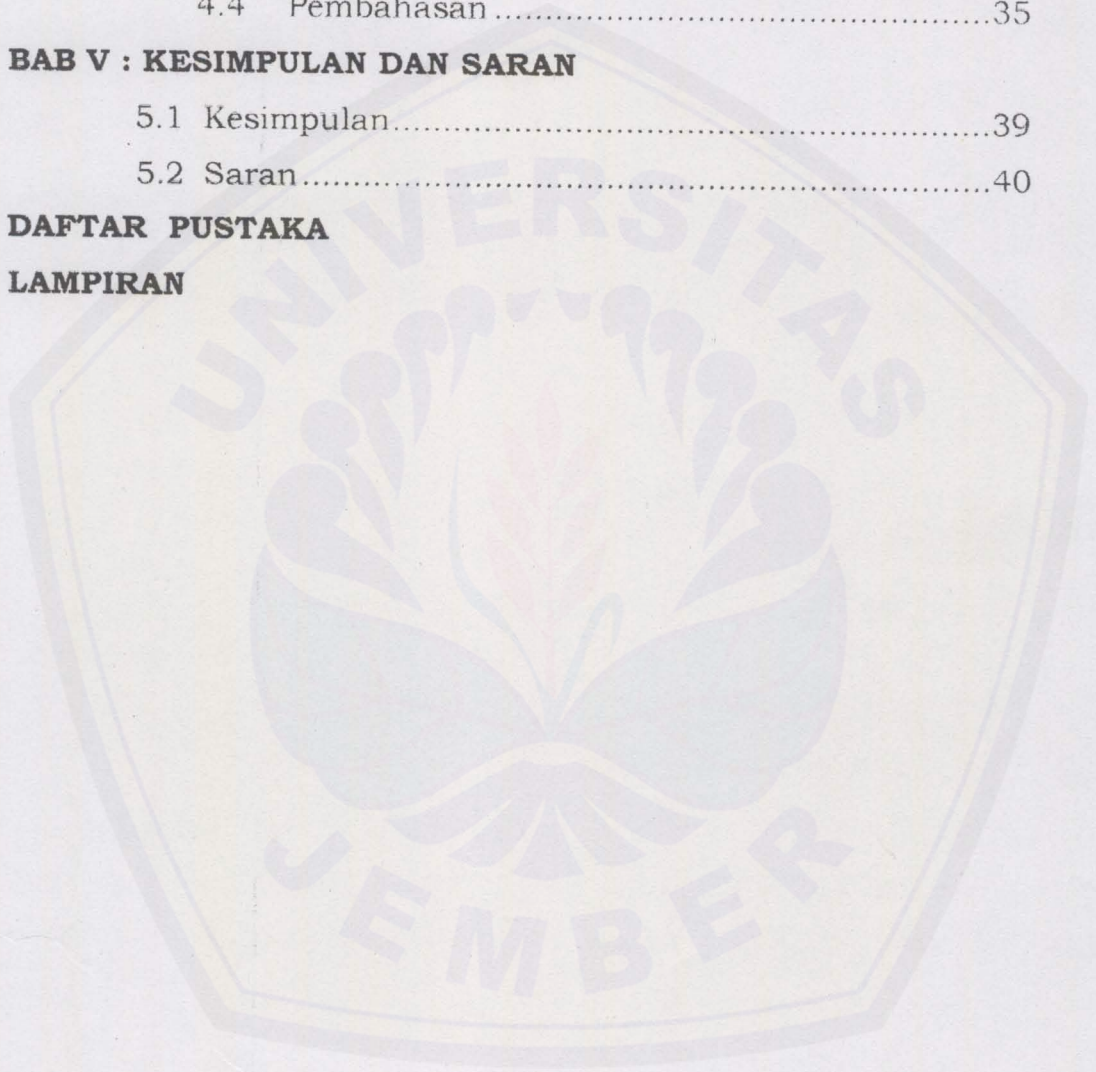 4.4 Pembahasan ..................................................35
BAB V : KESIMPULAN DAN SARAN
5.1 Kesimpulan............................................................39
5.2 Saran .....................................................................40
DAFTAR PUSTAKA
LAMPIRAN
UNIVERSITAS
JEMBER